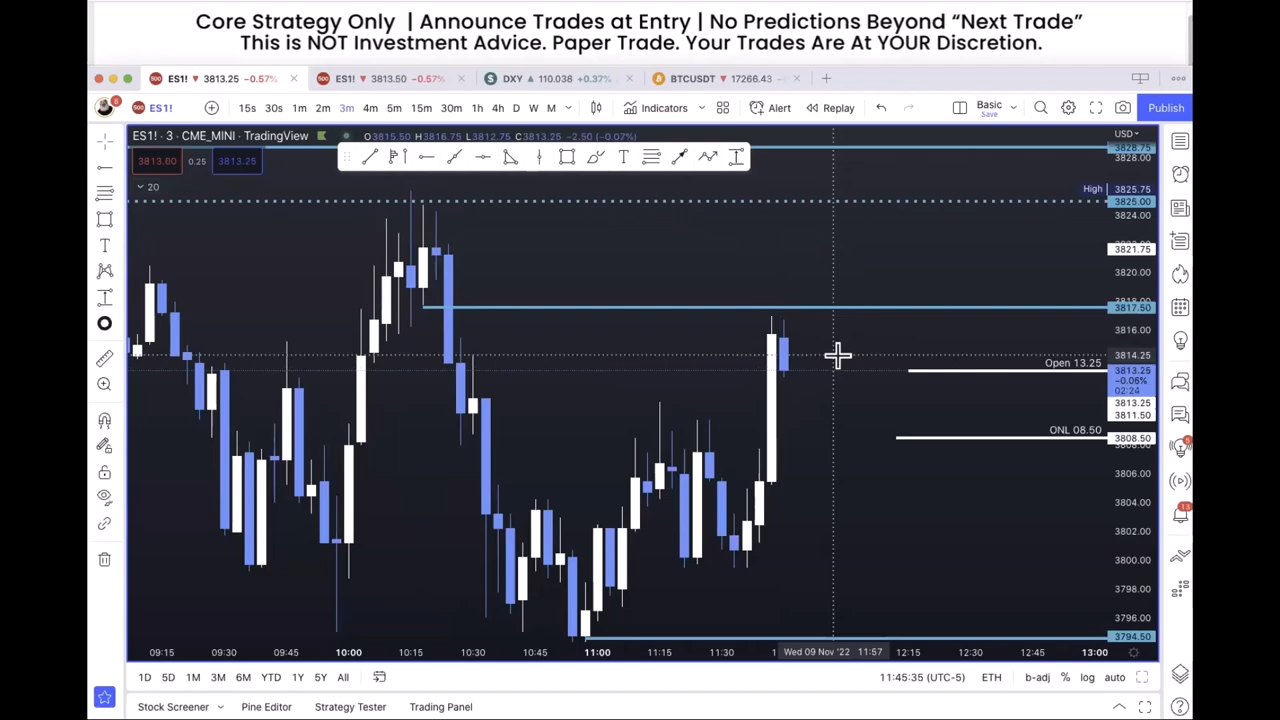 Core Strategy Only | Announce Trades at Entry | No Predictions Beyond “Next Trade”
This is NOT Investment Advice. Paper Trade. Your Trades Are At YOUR Discretion.
ES1! ▼ 3813.25 −0.57% ES1! ▼ 3813.50 −0.57% DXY ▲ 110.038 +0.37% BTCUSDT ▼ 17266.43
ES1! 15s 30s 1m 2m 3m 4m 5m 15m 30m 1h 4h D W M Indicators Alert Replay Basic Save Publish
ES1! · 3 · CME_MINI · TradingView O3815.50 H3816.75 L3812.75 C3813.25 −2.50 (−0.07%) USD
3813.00 0.25 3813.25
20
3828.75
3828.00
High 3825.75
3825.00
3824.00
3821.75
3820.00
3817.50
3816.00
3814.25
Open 13.25 3813.25
−0.06%
02:24
3813.25
3811.50
ONL 08.50 3808.50
3806.00
3804.00
3802.00
3800.00
3798.00
3796.00
3794.50
09:15 09:30 09:45 10:00 10:15 10:30 10:45 11:00 11:15 11:30 Wed 09 Nov '22 11:57 12:15 12:30 12:45 13:00
1D 5D 1M 3M 6M YTD 1Y 5Y All 11:45:35 (UTC-5) ETH b-adj % log auto
Stock Screener Pine Editor Strategy Tester Trading Panel